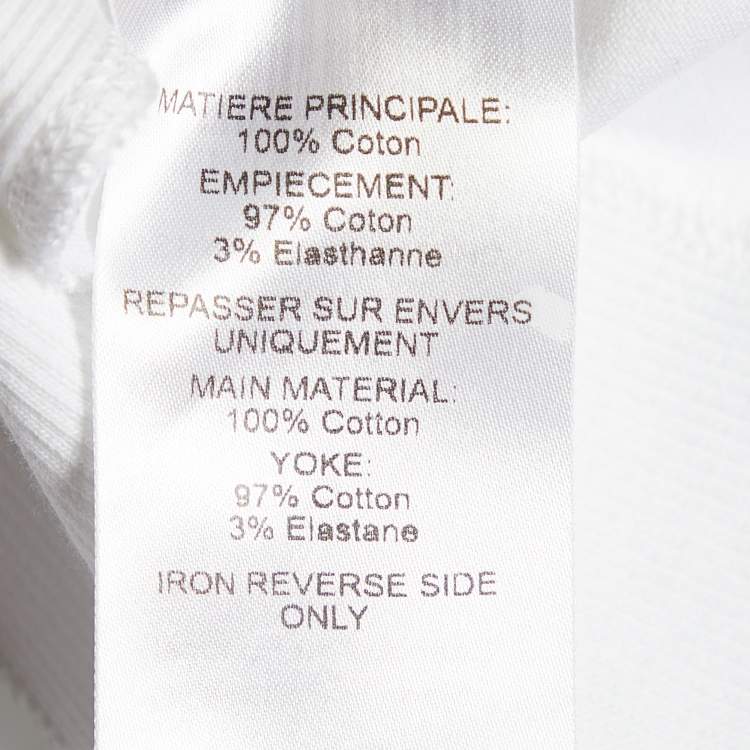 MATIERE PRINCIPALE:
100% Coton
EMPIECEMENT:
97% Coton
3% Elasthanne
REPASSER SUR ENVERS
UNIQUEMENT
MAIN MATERIAL:
100% Cotton
YOKE:
97% Cotton
3% Elastane
IRON REVERSE SIDE
ONLY